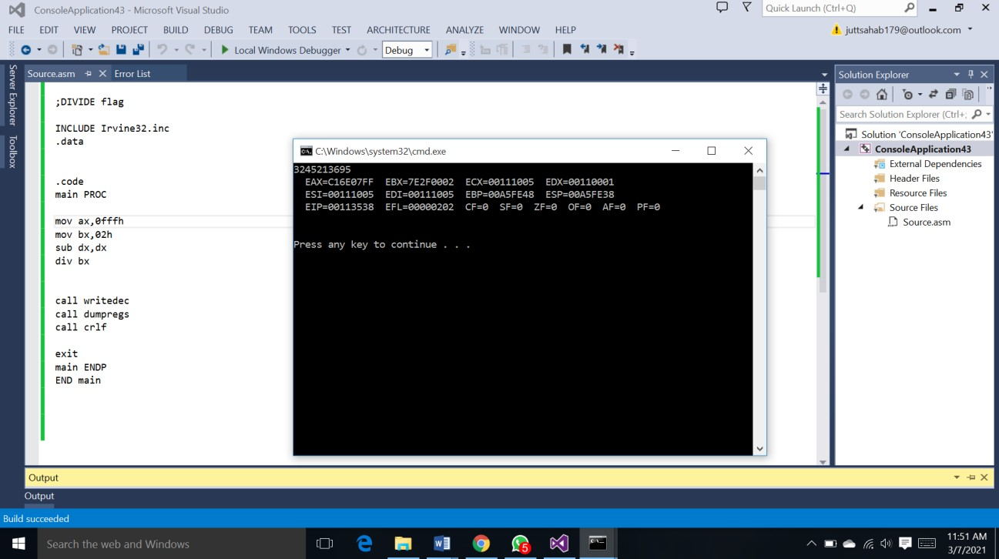 ConsoleApplication43 - Microsoft Visual Studio
Quick Launch (Ctrl+Q)
FILE EDIT VIEW PROJECT BUILD DEBUG TEAM TOOLS TEST ARCHITECTURE ANALYZE WINDOW HELP
juttsahab179@outlook.com
Local Windows Debugger Debug
Server Explorer
Toolbox
Source.asm Error List
;DIVIDE flag
INCLUDE Irvine32.inc
.data
.code
main PROC
mov ax,0fffh
mov bx,02h
sub dx,dx
div bx
call writedec
call dumpregs
call crlf
exit
main ENDP
END main
C:\Windows\system32\cmd.exe
3245213695
EAX=C16E07FF EBX=7E2F0002 ECX=00111005 EDX=00110001
ESI=00111005 EDI=00111005 EBP=00A5FE48 ESP=00A5FE38
EIP=00113538 EFL=00000202 CF=0 SF=0 ZF=0 OF=0 AF=0 PF=0
Press any key to continue . . .
Solution Explorer
Search Solution Explorer (Ctrl+;
Solution 'ConsoleApplication43'
ConsoleApplication43
External Dependencies
Header Files
Resource Files
Source Files
Source.asm
Output
Output
Build succeeded
Search the web and Windows
5
11:51 AM
3/7/2021